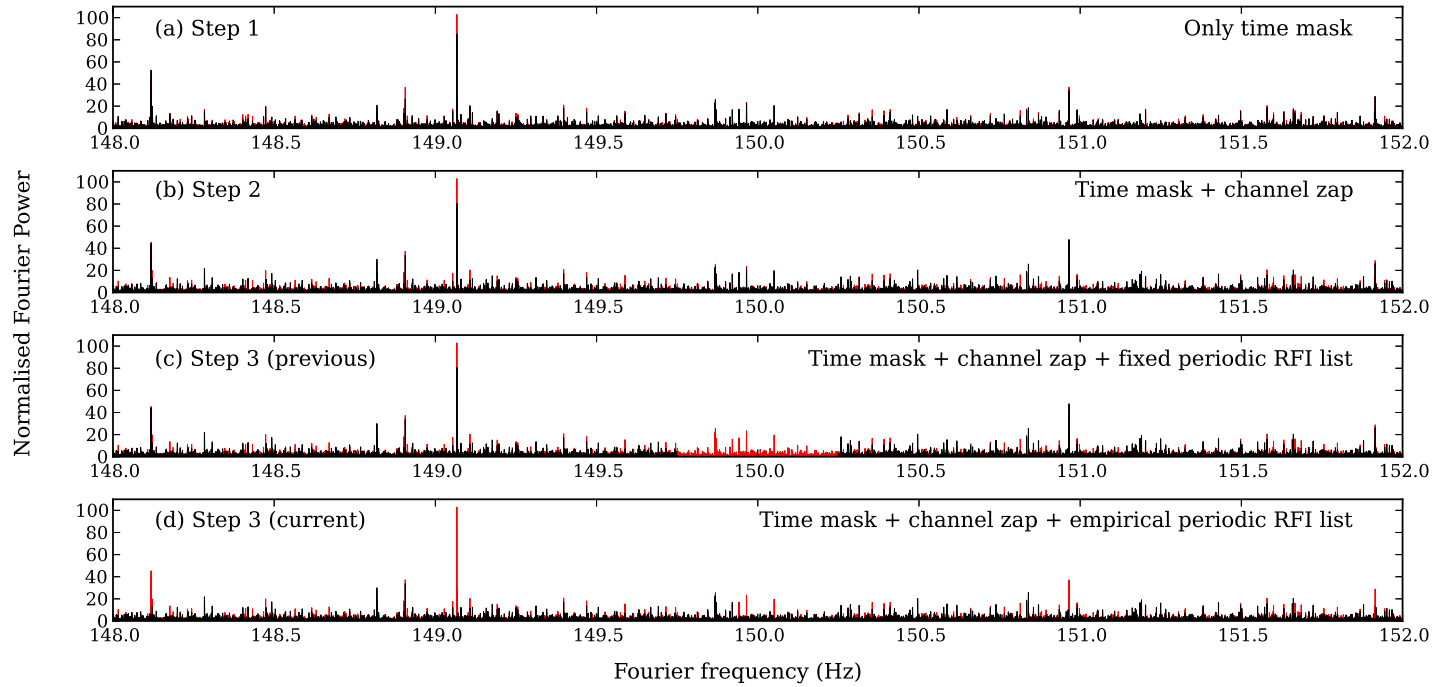 Normalised Fourier Power
(a) Step 1
Only time mask
100
80
60
40
20
0
148.0 148.5 149.0 149.5 150.0 150.5 151.0 151.5 152.0
(b) Step 2
Time mask + channel zap
100
80
60
40
20
0
148.0 148.5 149.0 149.5 150.0 150.5 151.0 151.5 152.0
(c) Step 3 (previous)
Time mask + channel zap + fixed periodic RFI list
100
80
60
40
20
0
148.0 148.5 149.0 149.5 150.0 150.5 151.0 151.5 152.0
(d) Step 3 (current)
Time mask + channel zap + empirical periodic RFI list
100
80
60
40
20
0
148.0 148.5 149.0 149.5 150.0 150.5 151.0 151.5 152.0
Fourier frequency (Hz)